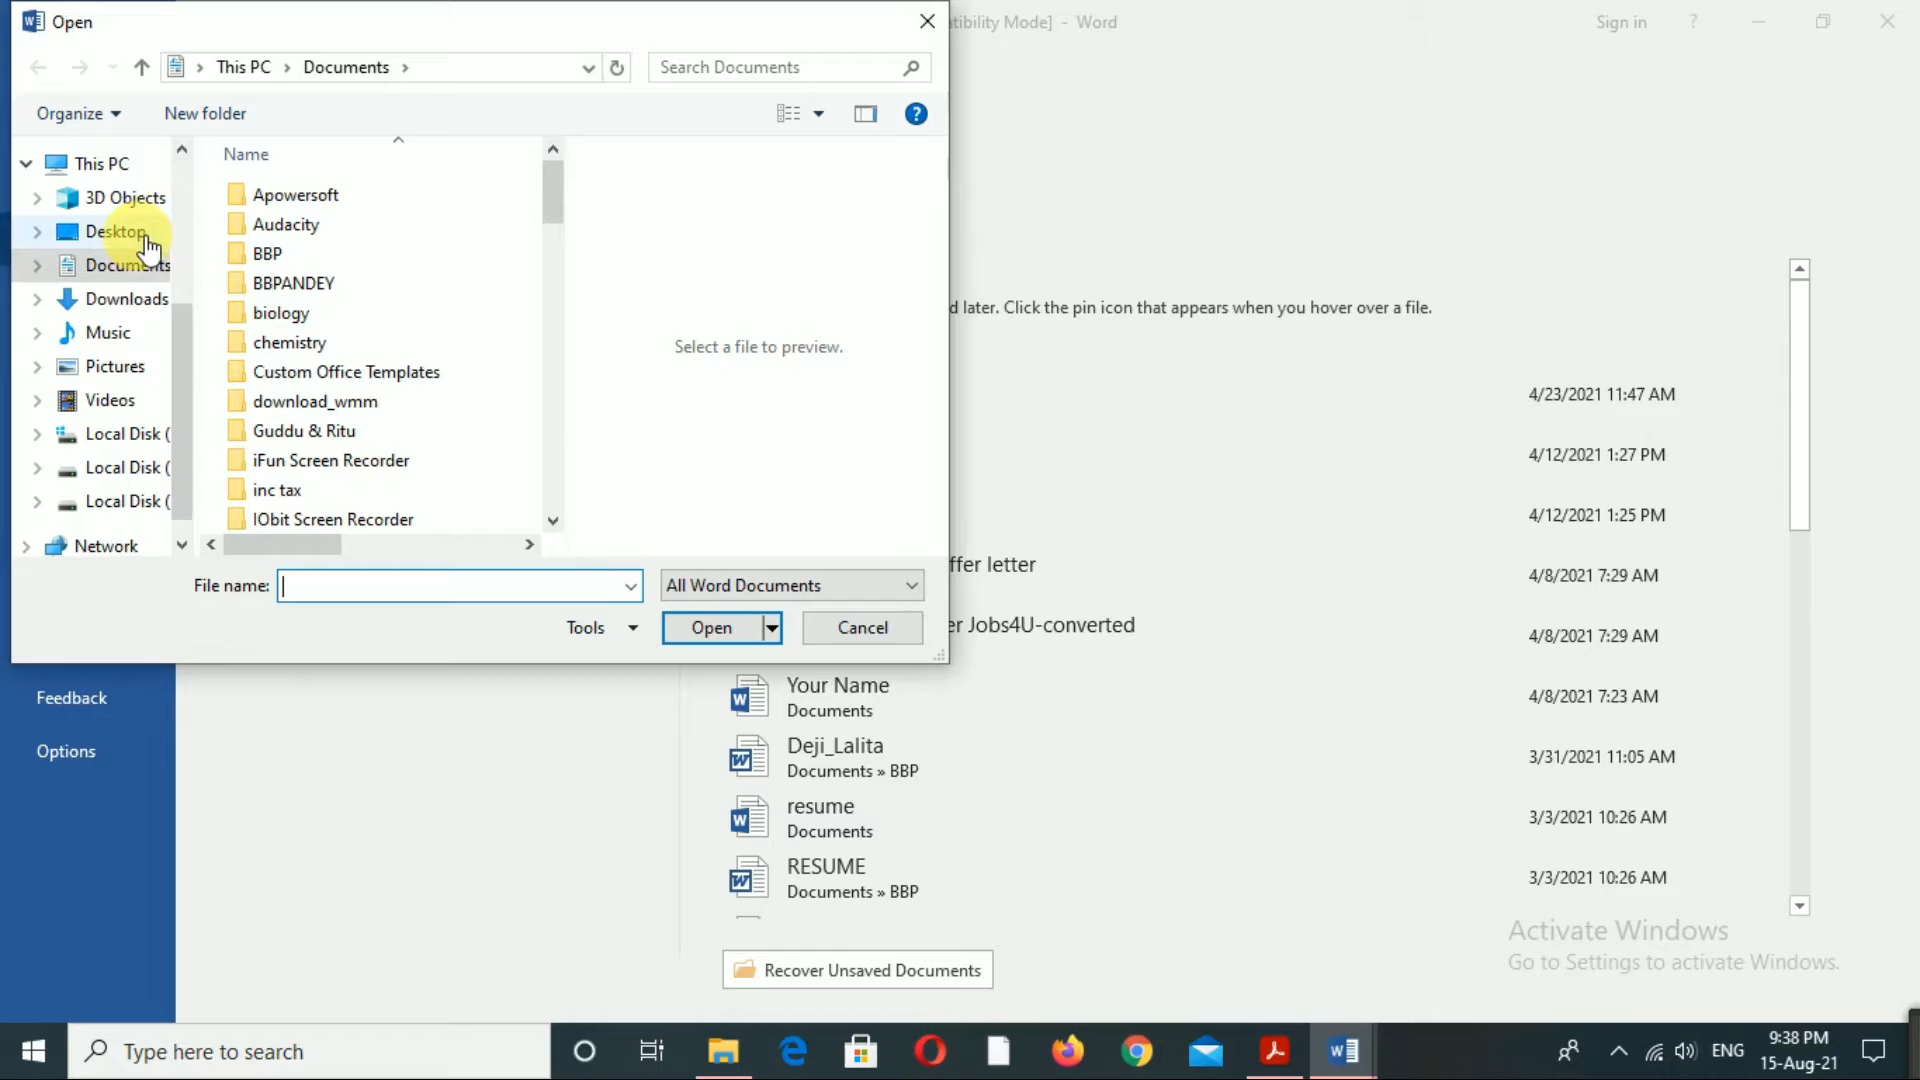 Open
tibility Mode] - Word
Sign in
?
This PC
Documents
Search Documents
Organize
New folder
?
This PC
3D Objects
Desktop
Documents
Downloads
Music
Pictures
Videos
Local Disk (
Local Disk (
Local Disk (
Network
Name
Apowersoft
Audacity
BBP
BBPANDEY
biology
chemistry
Custom Office Templates
download_wmm
Guddu & Ritu
iFun Screen Recorder
inc tax
IObit Screen Recorder
Select a file to preview.
File name:
All Word Documents
Tools
Open
Cancel
d later. Click the pin icon that appears when you hover over a file.
4/23/2021 11:47 AM
4/12/2021 1:27 PM
4/12/2021 1:25 PM
ffer letter
4/8/2021 7:29 AM
er Jobs4U-converted
4/8/2021 7:29 AM
Your Name
Documents
4/8/2021 7:23 AM
Deji_Lalita
Documents » BBP
3/31/2021 11:05 AM
resume
Documents
3/3/2021 10:26 AM
RESUME
Documents » BBP
3/3/2021 10:26 AM
Feedback
Options
Recover Unsaved Documents
Activate Windows
Go to Settings to activate Windows.
Type here to search
ENG
9:38 PM
15-Aug-21